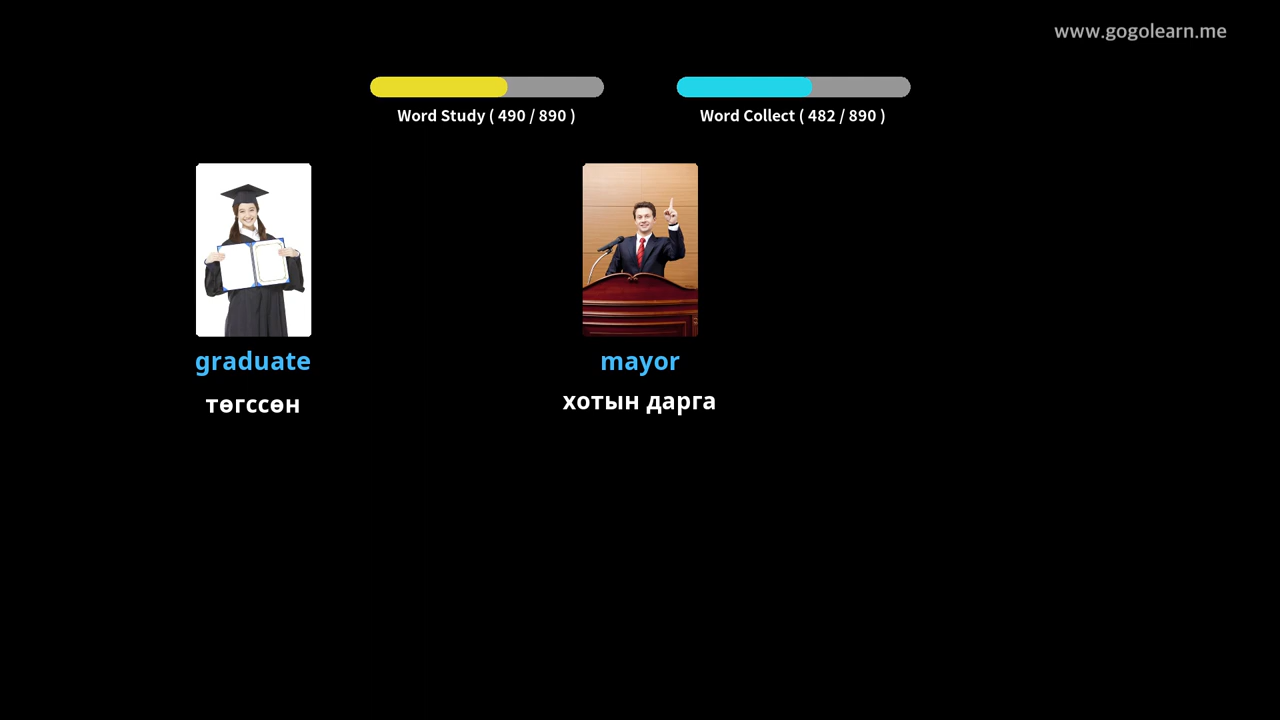 www.gogolearn.me
Word Study ( 490 / 890 )
Word Collect ( 482 / 890 )
graduate
төгссөн
mayor
хотын дарга